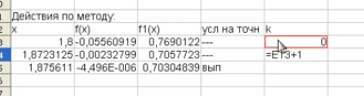 Действия по методу:
x f(x) f1(x) усл на точн k
1,8 -0,05560919 0,7690122 --- 0
1,8723125 -0,00232799 0,7057723 --- =E13+1
1,875611 -4,496E-006 0,70304839 вып